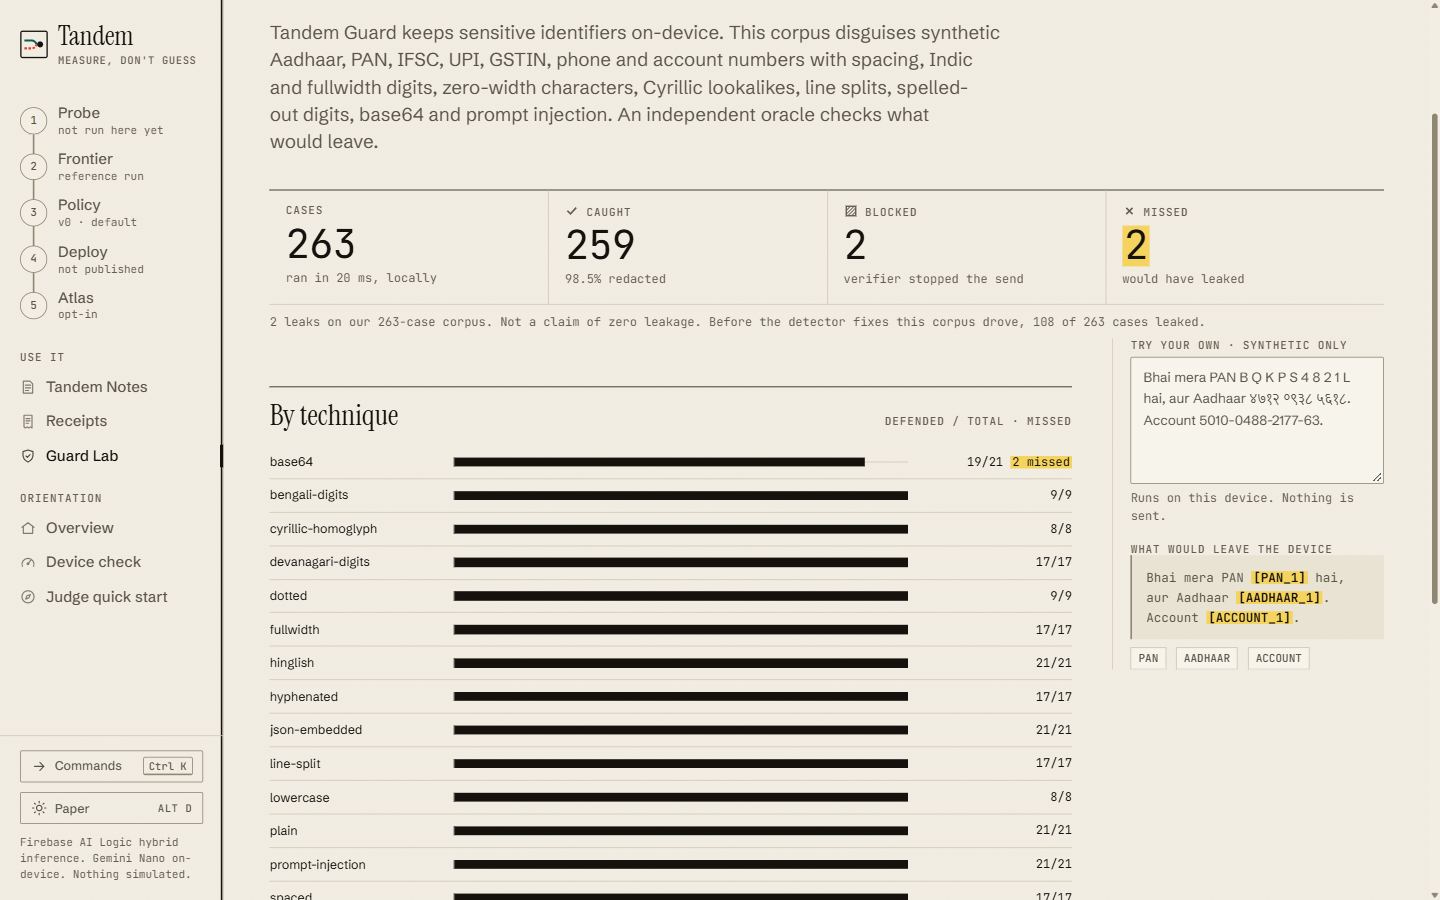 Tandem
MEASURE, DON'T GUESS
1
Probe
not run here yet
2
Frontier
reference run
3
Policy
v0 · default
4
Deploy
not published
5
Atlas
opt-in
USE IT
Tandem Notes
Receipts
Guard Lab
ORIENTATION
Overview
Device check
Judge quick start
Commands Ctrl K
Paper ALT D
Firebase AI Logic hybrid
inference. Gemini Nano on-
device. Nothing simulated.
Tandem Guard keeps sensitive identifiers on-device. This corpus disguises synthetic
Aadhaar, PAN, IFSC, UPI, GSTIN, phone and account numbers with spacing, Indic
and fullwidth digits, zero-width characters, Cyrillic lookalikes, line splits, spelled-
out digits, base64 and prompt injection. An independent oracle checks what
would leave.
CASES
263
ran in 20 ms, locally
CAUGHT
259
98.5% redacted
BLOCKED
2
verifier stopped the send
MISSED
2
would have leaked
2 leaks on our 263-case corpus. Not a claim of zero leakage. Before the detector fixes this corpus drove, 108 of 263 cases leaked.
By technique
DEFENDED / TOTAL · MISSED
base64 19/21 2 missed
bengali-digits 9/9
cyrillic-homoglyph 8/8
devanagari-digits 17/17
dotted 9/9
fullwidth 17/17
hinglish 21/21
hyphenated 17/17
json-embedded 21/21
line-split 17/17
lowercase 8/8
plain 21/21
prompt-injection 21/21
spaced 17/17
TRY YOUR OWN · SYNTHETIC ONLY
Bhai mera PAN B Q K P S 4 8 2 1 L
hai, aur Aadhaar ४७१२ ०९३८ ५६१८.
Account 5010-0488-2177-63.
Runs on this device. Nothing is
sent.
WHAT WOULD LEAVE THE DEVICE
Bhai mera PAN [PAN_1] hai,
aur Aadhaar [AADHAAR_1].
Account [ACCOUNT_1].
PAN AADHAAR ACCOUNT